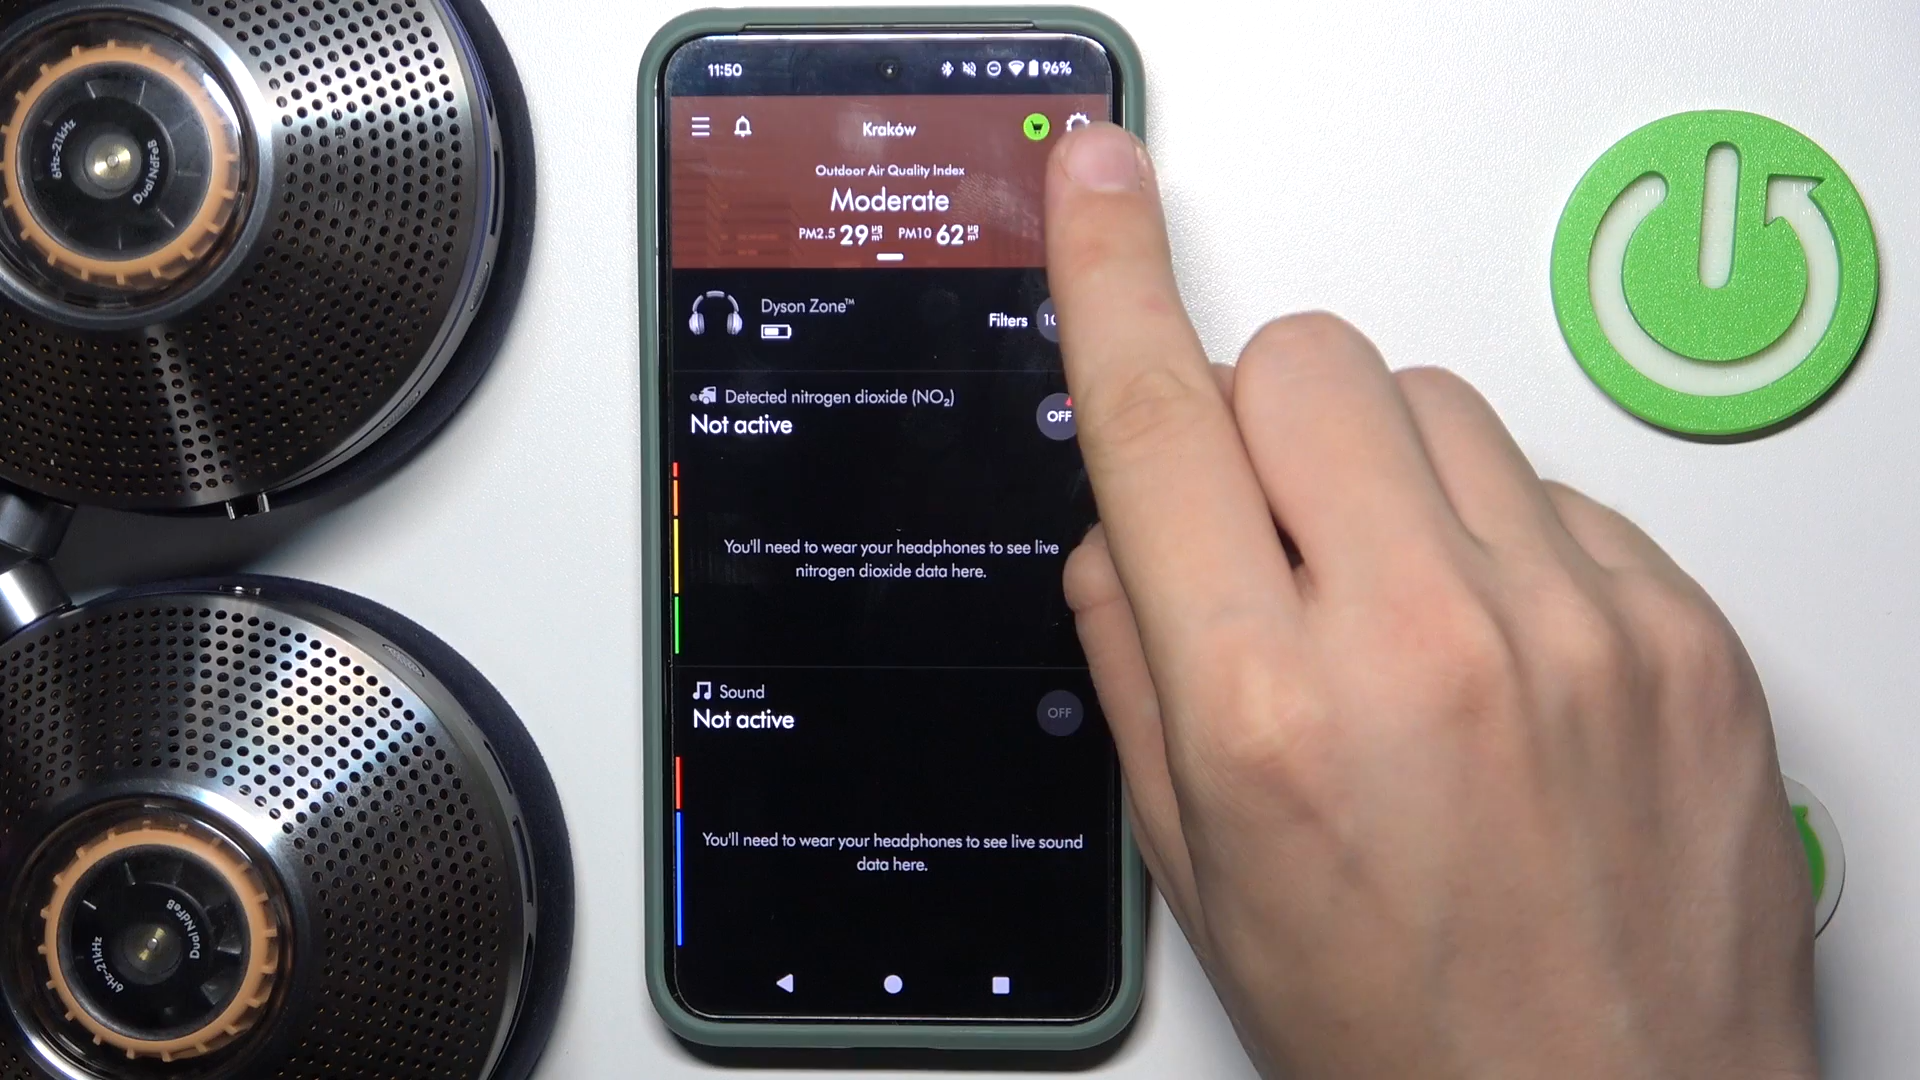 11:50
96%
Kraków
Outdoor Air Quality Index
Moderate
PM2.5 29 PM10 62
Dyson Zone™
Filters
Detected nitrogen dioxide (NO₂)
Not active
OFF
You'll need to wear your headphones to see live
nitrogen dioxide data here.
Sound
Not active
OFF
You'll need to wear your headphones to see live sound
data here.
6Hz-21kHz
Dual NdFeB
6Hz-21kHz
Dual NdFeB